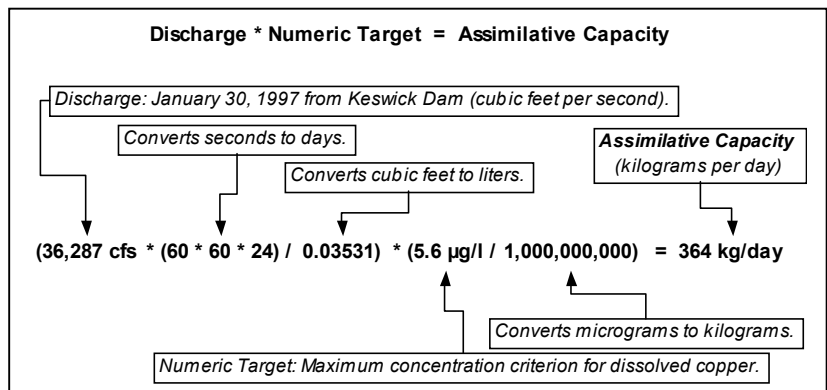 Discharge * Numeric Target = Assimilative Capacity
Discharge: January 30, 1997 from Keswick Dam (cubic feet per second).
Converts seconds to days.
Assimilative Capacity
(kilograms per day)
Converts cubic feet to liters.
(36,287 cfs * (60 * 60 * 24) / 0.03531) * (5.6 µg/l / 1,000,000,000) = 364 kg/day
Converts micrograms to kilograms.
Numeric Target: Maximum concentration criterion for dissolved copper.